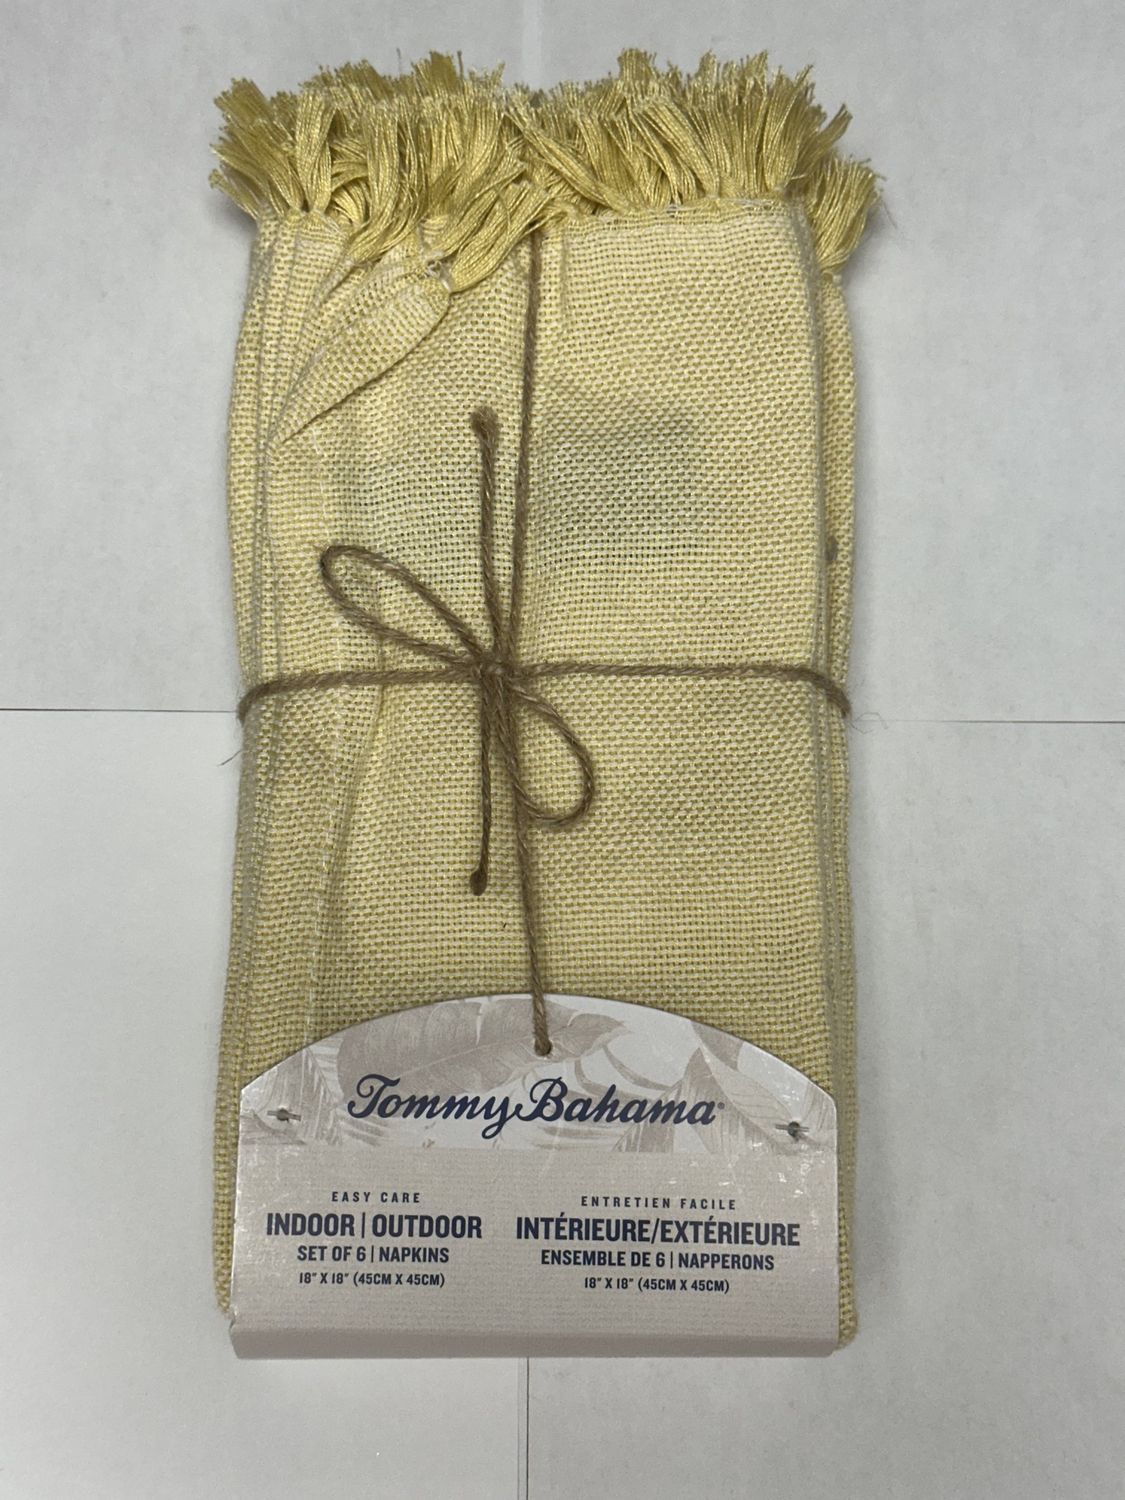 Tommy Bahama
EASY CARE
INDOOR | OUTDOOR
SET OF 6 | NAPKINS
18" X 18" (45CM X 45CM)
ENTRETIEN FACILE
INTÉRIEURE/EXTÉRIEURE
ENSEMBLE DE 6 | NAPPERONS
18" X 18" (45CM X 45CM)